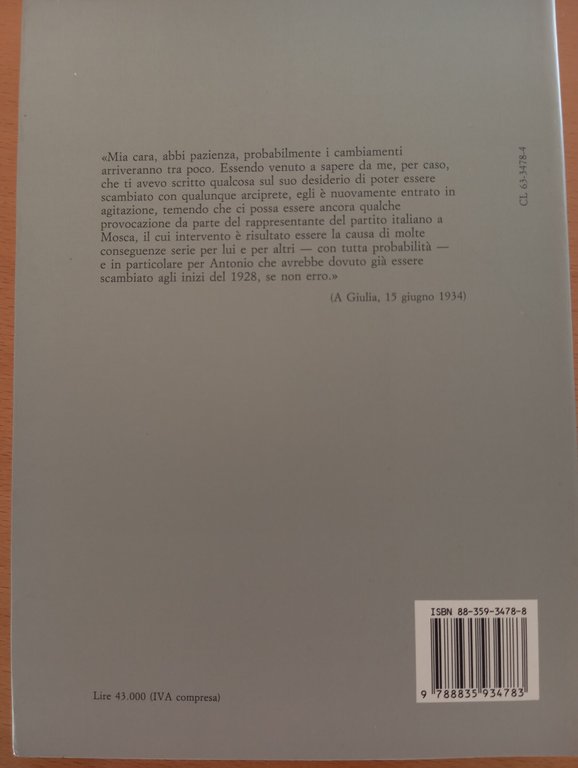 «Mia cara, abbi pazienza, probabilmente i cambiamenti
arriveranno tra poco. Essendo venuto a sapere da me, per caso,
che ti avevo scritto qualcosa sul suo desiderio di poter essere
scambiato con qualunque arciprete, egli è nuovamente entrato in
agitazione, temendo che ci possa essere ancora qualche
provocazione da parte del rappresentante del partito italiano a
Mosca, il cui intervento è risultato essere la causa di molte
conseguenze serie per lui e per altri — con tutta probabilità —
e in particolare per Antonio che avrebbe dovuto già essere
scambiato agli inizi del 1928, se non erro.»
(A Giulia, 15 giugno 1934)
CL 63-3478-4
ISBN 88-359-3478-8
9 788835 934783
Lire 43.000 (IVA compresa)